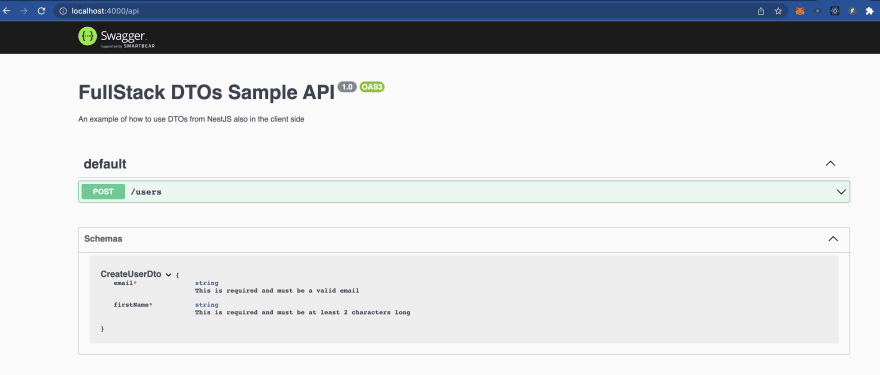 localhost:4000/api
Swagger.
Supported by SMARTBEAR
FullStack DTOs Sample API 1.0 OAS3
An example of how to use DTOs from NestJS also in the client side
default
POST /users
Schemas
CreateUserDto {
email* string
This is required and must be a valid email
firstName* string
This is required and must be at least 2 characters long
}